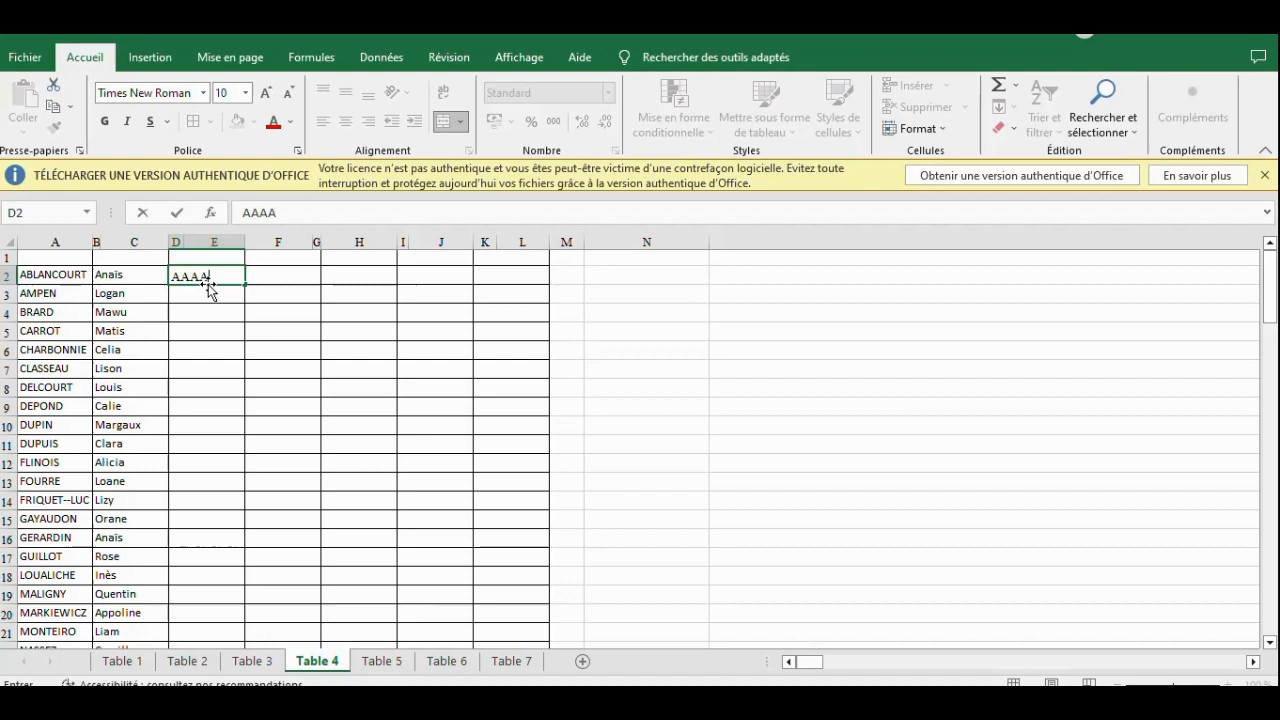 Fichier Accueil Insertion Mise en page Formules Données Révision Affichage Aide Rechercher des outils adaptés
Times New Roman 10 A A ab Standard Σ Insérer
Coller Mise en forme Mettre sous forme Styles de Supprimer Trier et Rechercher et Compléments
G I S A % 000 conditionnelle de tableau cellules Format filtrer sélectionner
Presse-papiers Police Alignement Nombre Styles Cellules Édition Compléments
TÉLÉCHARGER UNE VERSION AUTHENTIQUE D'OFFICE Votre licence n'est pas authentique et vous êtes peut-être victime d'une contrefaçon logicielle. Evitez toute Obtenir une version authentique d'Office En savoir plus
interruption et protégez aujourd'hui vos fichiers grâce à la version authentique d'Office.
D2 fx AAAA
A B C D E F G H I J K L M N
1
2 ABLANCOURT Anaïs AAAA
3 AMPEN Logan
4 BRARD Mawu
5 CARROT Matis
6 CHARBONNIE Celia
7 CLASSEAU Lison
8 DELCOURT Louis
9 DEPOND Calie
10 DUPIN Margaux
11 DUPUIS Clara
12 FLINOIS Alicia
13 FOURRE Loane
14 FRIQUET--LUC Lizy
15 GAYAUDON Orane
16 GERARDIN Anaïs
17 GUILLOT Rose
18 LOUALICHE Inès
19 MALIGNY Quentin
20 MARKIEWICZ Appoline
21 MONTEIRO Liam
Table 1 Table 2 Table 3 Table 4 Table 5 Table 6 Table 7
Entrer Accessibilité : consultez nos recommandations 100 %